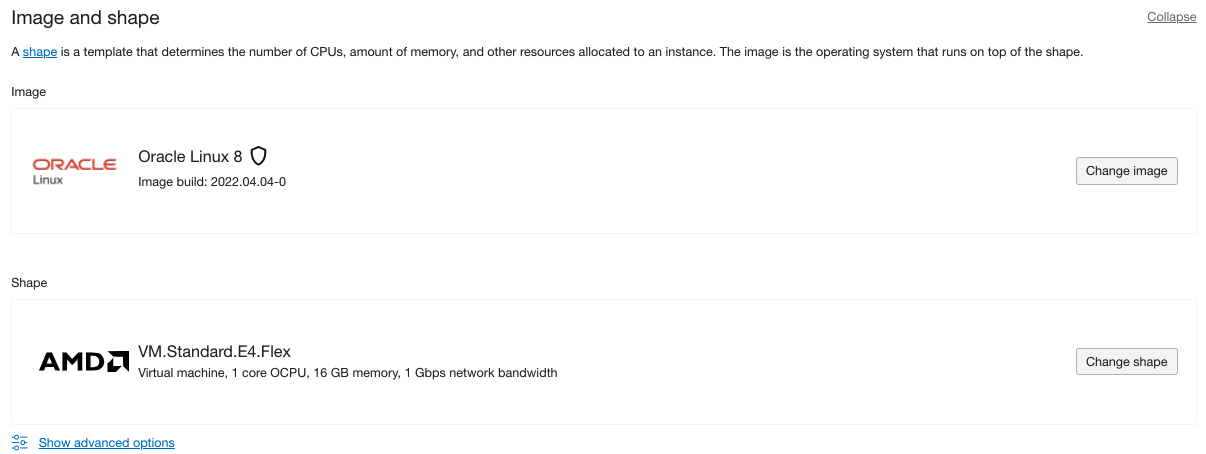 Image and shape
Collapse
A shape is a template that determines the number of CPUs, amount of memory, and other resources allocated to an instance. The image is the operating system that runs on top of the shape.
Image
ORACLE
Linux
Oracle Linux 8
Image build: 2022.04.04-0
Change image
Shape
AMD
VM.Standard.E4.Flex
Virtual machine, 1 core OCPU, 16 GB memory, 1 Gbps network bandwidth
Change shape
Show advanced options